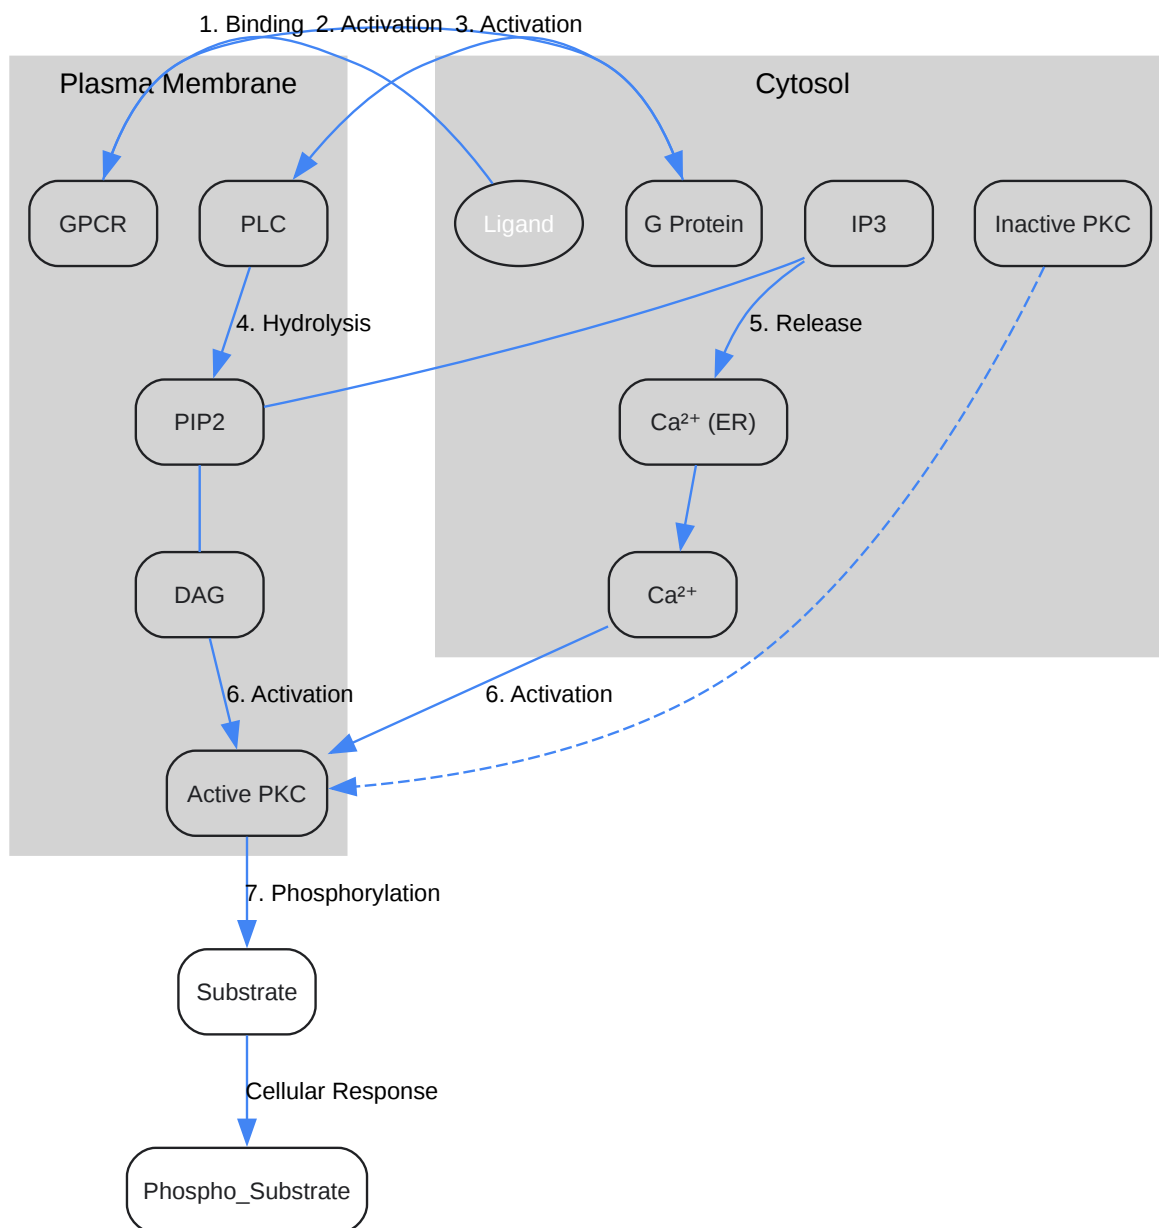 1. Binding
2. Activation
3. Activation
Plasma Membrane
Cytosol
GPCR
PLC
Ligand
G Protein
IP3
Inactive PKC
4. Hydrolysis
5. Release
PIP2
Ca²⁺ (ER)
DAG
Ca²⁺
6. Activation
6. Activation
Active PKC
7. Phosphorylation
Substrate
Cellular Response
Phospho_Substrate